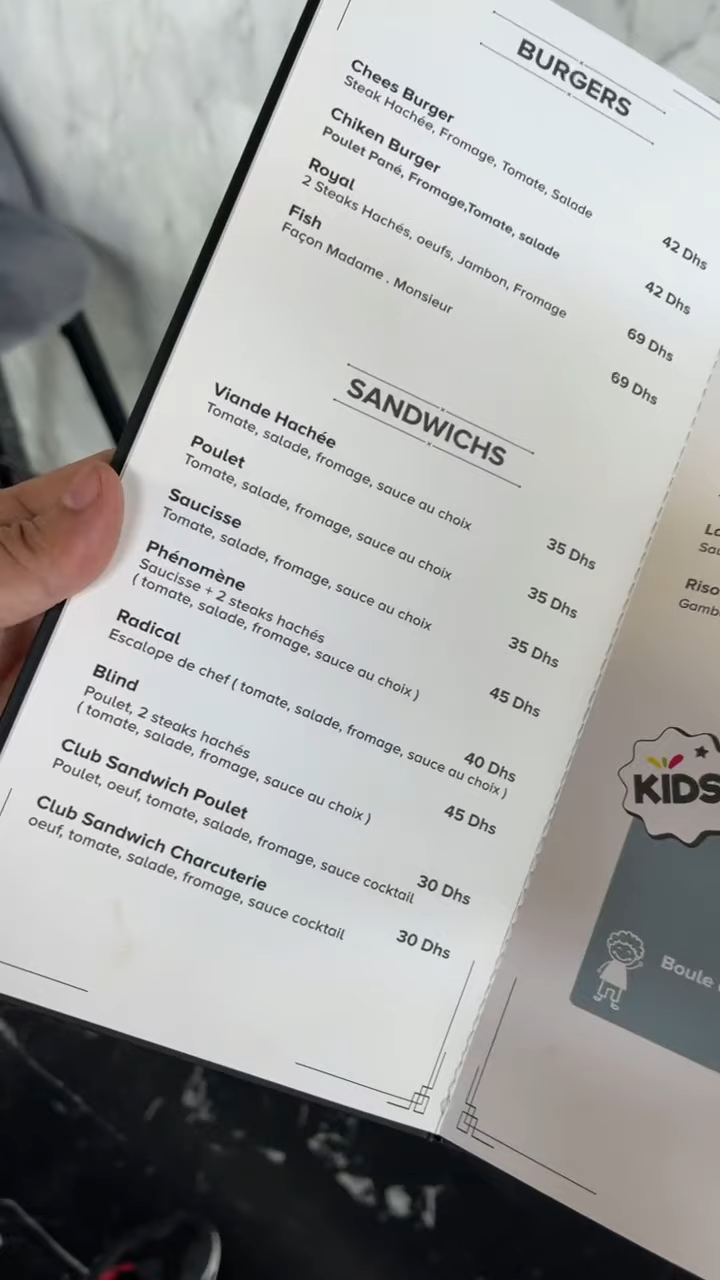 BURGERS
Chees Burger
Steak Hachée, Fromage, Tomate, Salade
42 Dhs
Chiken Burger
Poulet Pané, Fromage,Tomate, salade
42 Dhs
Royal
2 Steaks Hachés, oeufs, Jambon, Fromage
69 Dhs
Fish
Façon Madame . Monsieur
69 Dhs
SANDWICHS
Viande Hachée
Tomate, salade, fromage, sauce au choix
35 Dhs
Poulet
Tomate, salade, fromage, sauce au choix
35 Dhs
Saucisse
Tomate, salade, fromage, sauce au choix
35 Dhs
Phénomène
Saucisse + 2 steaks hachés
( tomate, salade, fromage, sauce au choix )
45 Dhs
Radical
Escalope de chef ( tomate, salade, fromage, sauce au choix )
40 Dhs
Blind
Poulet, 2 steaks hachés
( tomate, salade, fromage, sauce au choix )
45 Dhs
Club Sandwich Poulet
Poulet, oeuf, tomate, salade, fromage, sauce cocktail
30 Dhs
Club Sandwich Charcuterie
oeuf, tomate, salade, fromage, sauce cocktail
30 Dhs
KIDS
Boule